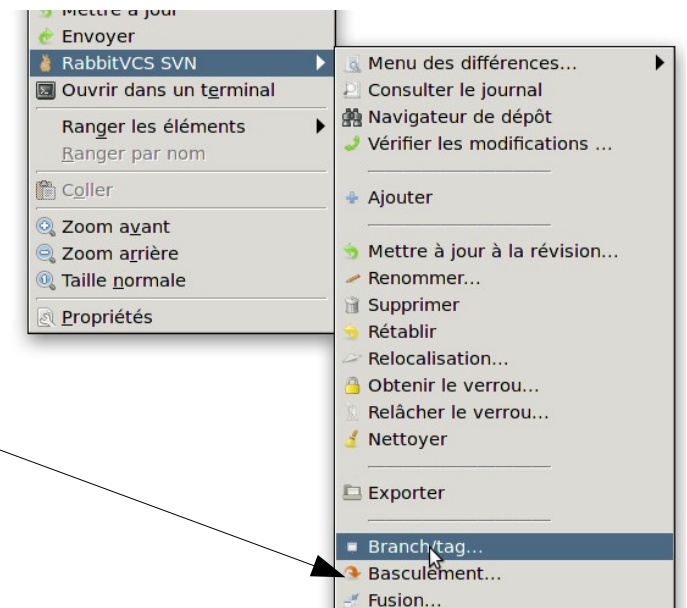 Mettre à jour
Envoyer
RabbitVCS SVN
Ouvrir dans un terminal
Ranger les éléments
Ranger par nom
Coller
Zoom avant
Zoom arrière
Taille normale
Propriétés
Menu des différences...
Consulter le journal
Navigateur de dépôt
Vérifier les modifications ...
Ajouter
Mettre à jour à la révision...
Renommer...
Supprimer
Rétablir
Relocalisation...
Obtenir le verrou...
Relâcher le verrou...
Nettoyer
Exporter
Branch/tag...
Basculement...
Fusion...